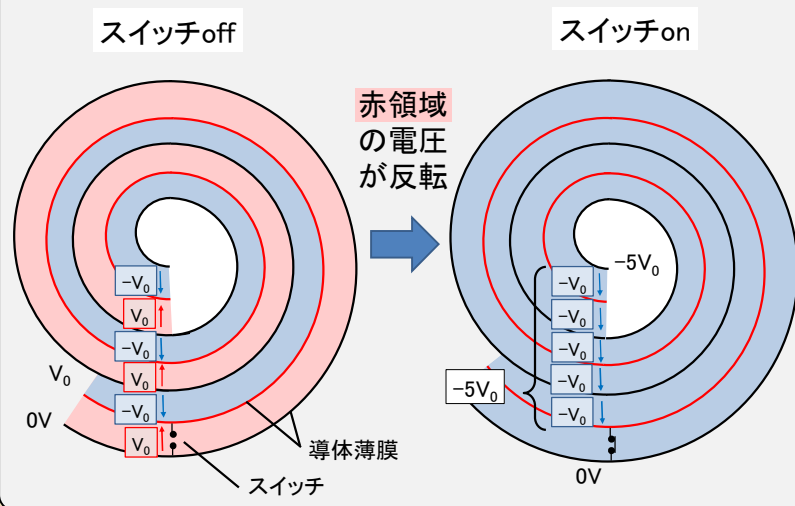 スイッチoff
スイッチon
赤領域
の電圧
が反転
-V₀
V₀
-V₀
V₀
-V₀
V₀
V₀
0V
導体薄膜
スイッチ
-5V₀
-V₀
-V₀
-V₀
-V₀
-V₀
-5V₀
0V